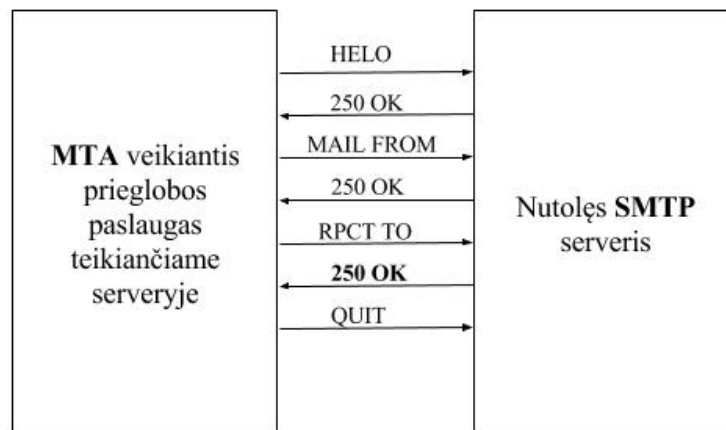 MTA veikiantis
prieglobos
paslaugas
teikiančiame
serveryje
HELO
250 OK
MAIL FROM
250 OK
RPCT TO
250 OK
QUIT
Nutolęs SMTP
serveris